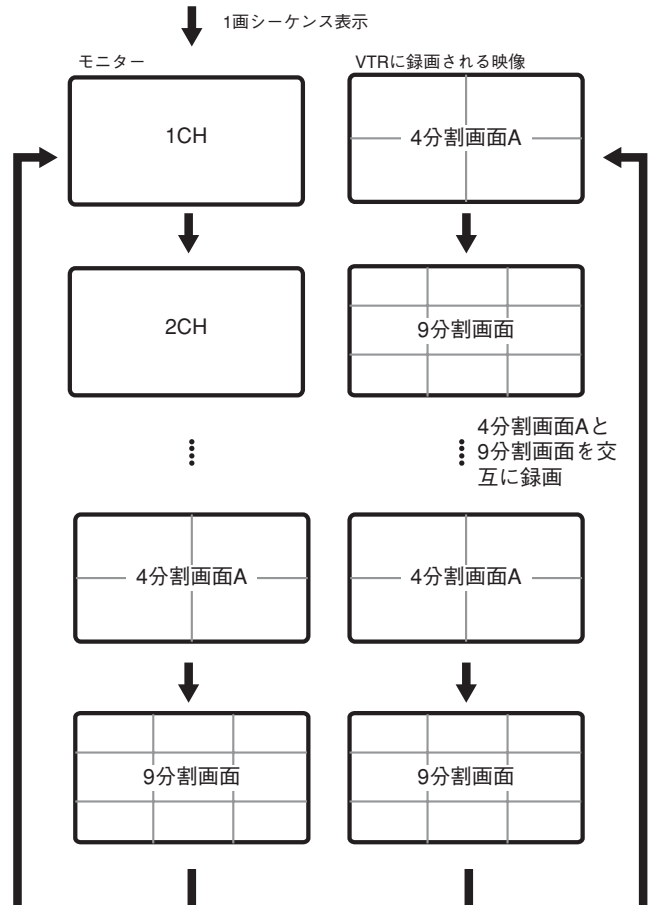 1画シーケンス表示
モニター
VTRに録画される映像
1CH
4分割画面A
2CH
9分割画面
4分割画面Aと
9分割画面を交
互に録画
4分割画面A
4分割画面A
9分割画面
9分割画面